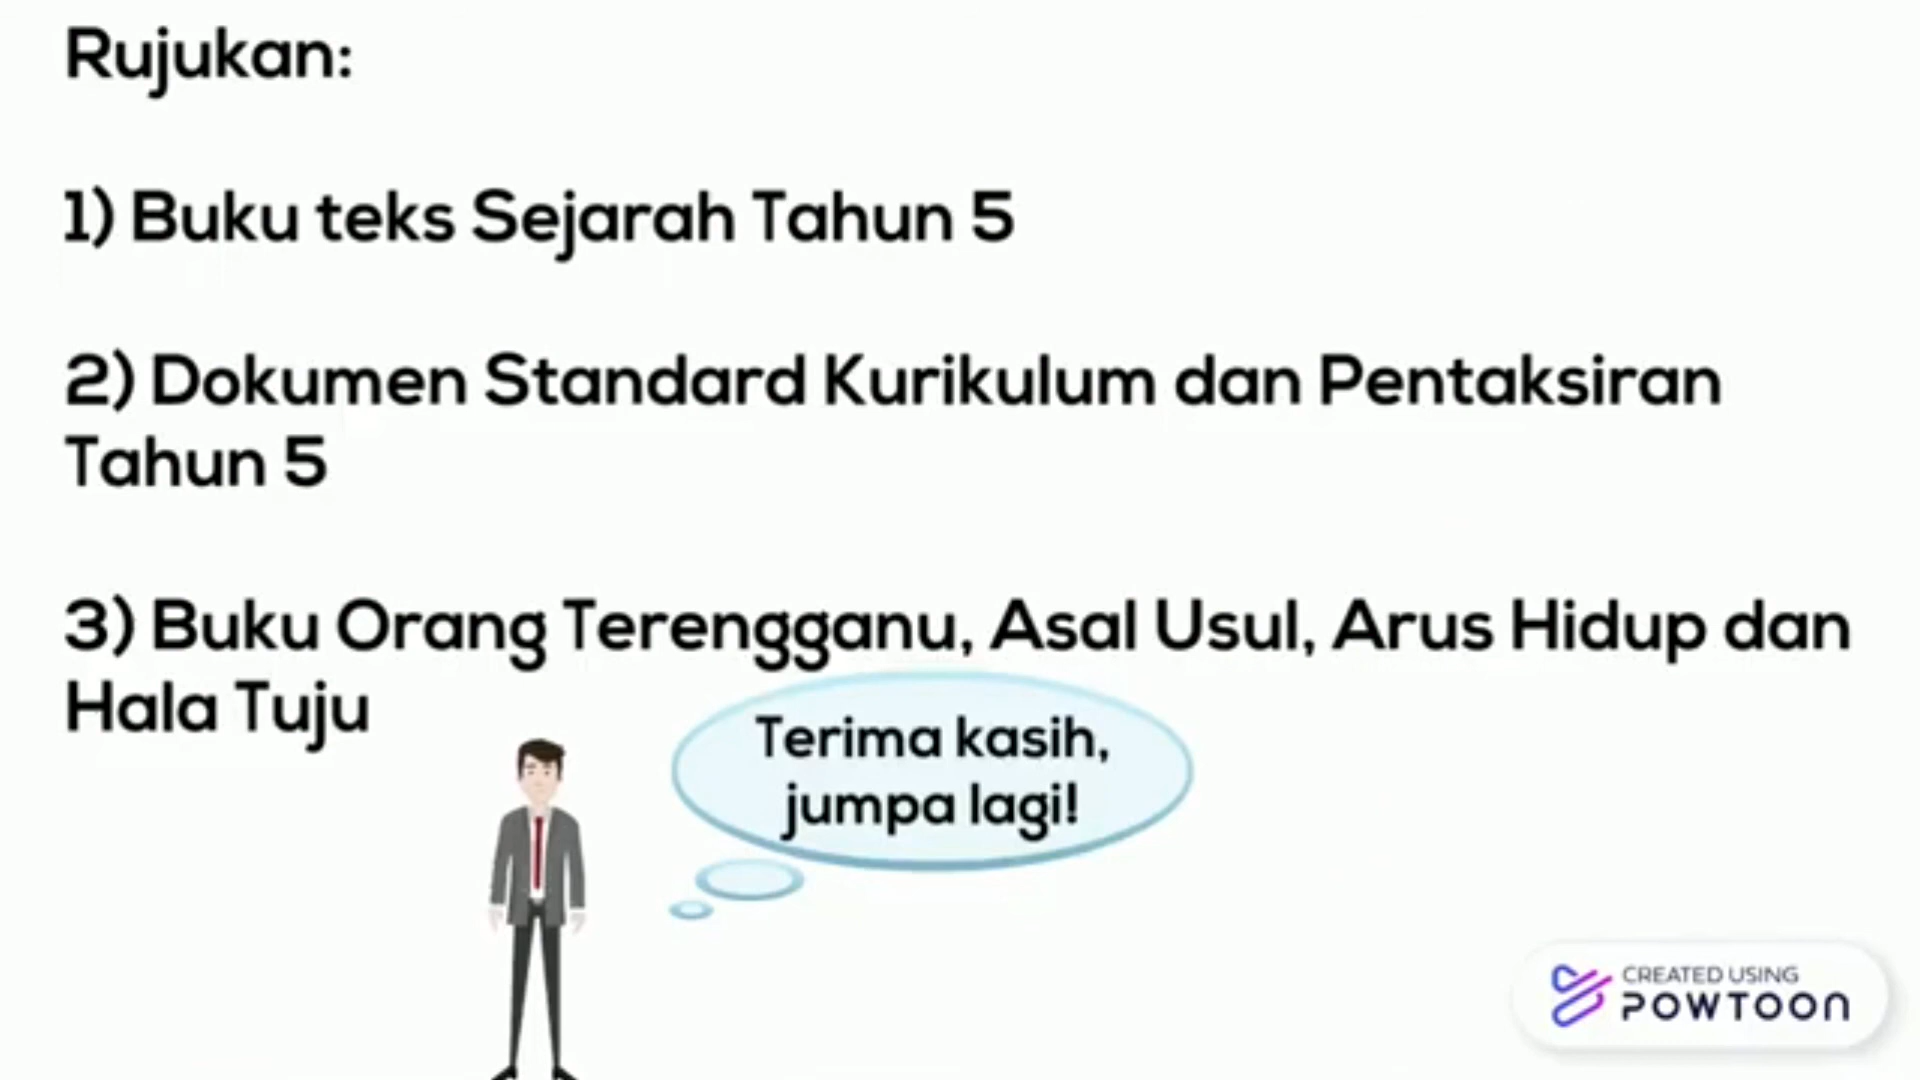 Rujukan:
1) Buku teks Sejarah Tahun 5
2) Dokumen Standard Kurikulum dan Pentaksiran
Tahun 5
3) Buku Orang Terengganu, Asal Usul, Arus Hidup dan
Hala Tuju
Terima kasih,
jumpa lagi!
CREATED USING
POWTOON